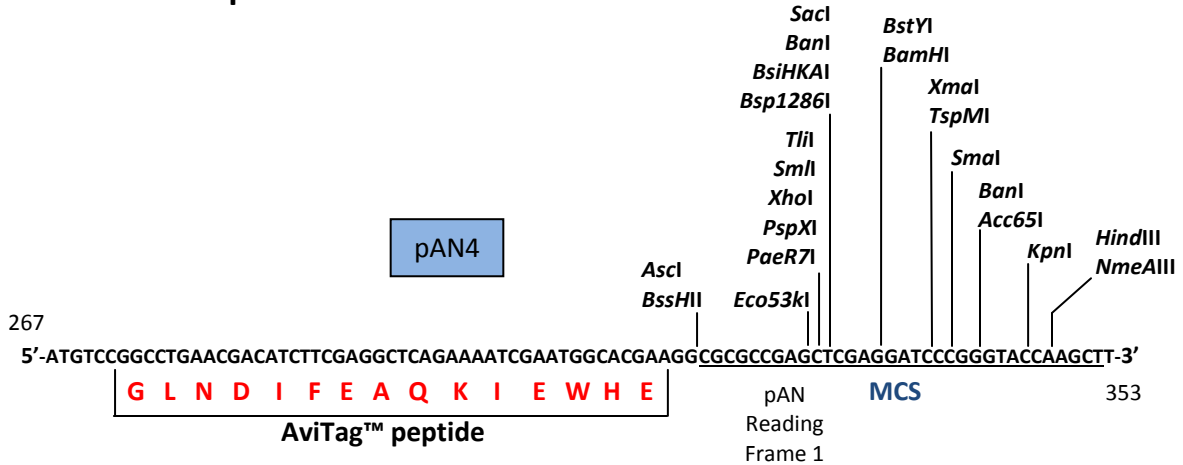 SacI
BanI
BsiHKAI
Bsp1286I
TliI
SmlI
XhoI
PspXI
PaeR7I
Eco53kI
BstYI
BamHI
XmaI
TspMI
SmaI
BanI
Acc65I
KpnI
HindIII
NmeAIII
pAN4
AscI
BssHII
267
5’-ATGTCCGGCCTGAACGACATCTTCGAGGCTCAGAAAATCGAATGGCACGAAGGCGCGCCGAGCTCGAGGATCCCGGGTACCAAGCTT-3’
G L N D I F E A Q K I E W H E
AviTag™ peptide
pAN
Reading
Frame 1
MCS
353